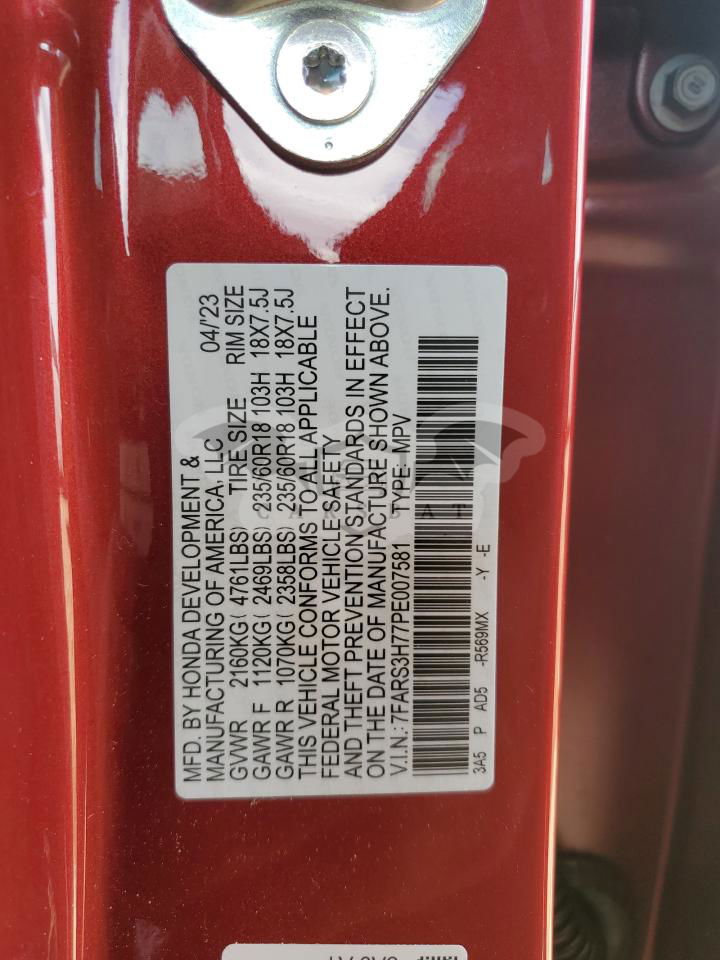 MFD. BY HONDA DEVELOPMENT &
MANUFACTURING OF AMERICA, LLC 04/'23
GVWR 2160KG( 4761LBS) TIRE SIZE RIM SIZE
GAWR F 1120KG( 2469LBS) 235/60R18 103H 18X7.5J
GAWR R 1070KG( 2358LBS) 235/60R18 103H 18X7.5J
THIS VEHICLE CONFORMS TO ALL APPLICABLE
FEDERAL MOTOR VEHICLE SAFETY
AND THEFT PREVENTION STANDARDS IN EFFECT
ON THE DATE OF MANUFACTURE SHOWN ABOVE.
V.I.N.: 7FARS3H77PE007581 TYPE: MPV
3A5 P AD5 -R569MX -Y -E